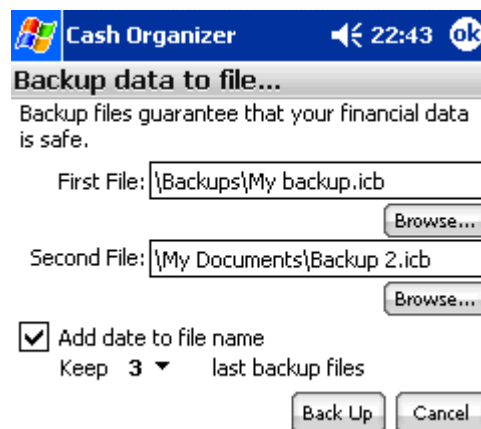 Cash Organizer 22:43 ok
Backup data to file...
Backup files guarantee that your financial data
is safe.
First File: \Backups\My backup.icb
Browse...
Second File: \My Documents\Backup 2.icb
Browse...
Add date to file name
Keep 3 last backup files
Back Up Cancel